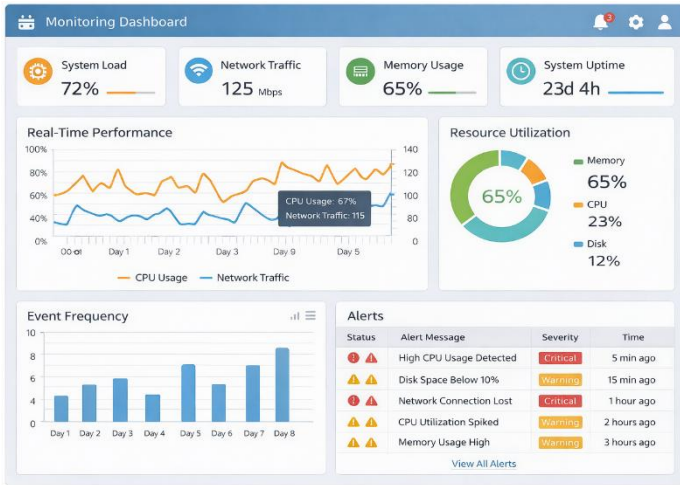 Monitoring Dashboard
3
System Load
72%
Network Traffic
125 Mbps
Memory Usage
65%
System Uptime
23d 4h
Real-Time Performance
100%
80%
60%
40%
0%
140
120
100
80
0
CPU Usage: 67%
Network Traffic: 115
Day 1 Day 2 Day 3 Day 9 Day 5
CPU Usage Network Traffic
Resource Utilization
65%
Memory
65%
CPU
23%
Disk
12%
Event Frequency
10
8
6
4
0
Day 1 Day 2 Day 3 Day 4 Day 5 Day 6 Day 7 Day 8
Alerts
Status Alert Message Severity Time
High CPU Usage Detected Critical 5 min ago
Disk Space Below 10% Warning 15 min ago
Network Connection Lost Critical 1 hour ago
CPU Utilization Spiked Warning 2 hours ago
Memory Usage High Warning 3 hours ago
View All Alerts